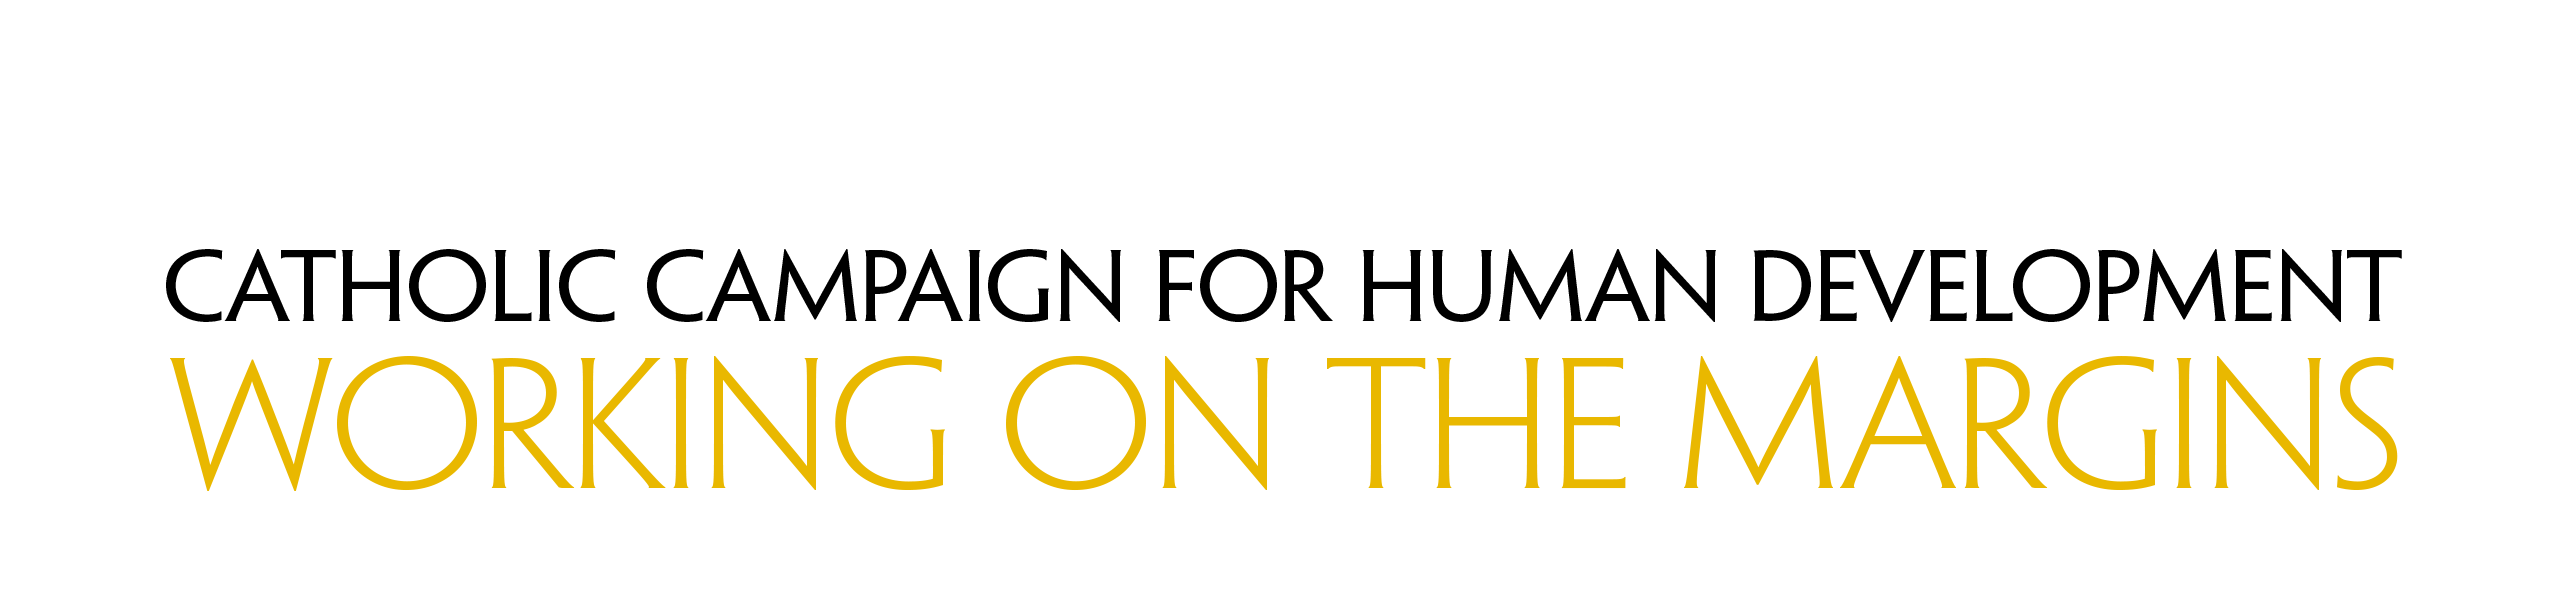 CATHOLIC CAMPAIGN FOR HUMAN DEVELOPMENT
WORKING ON THE MARGINS